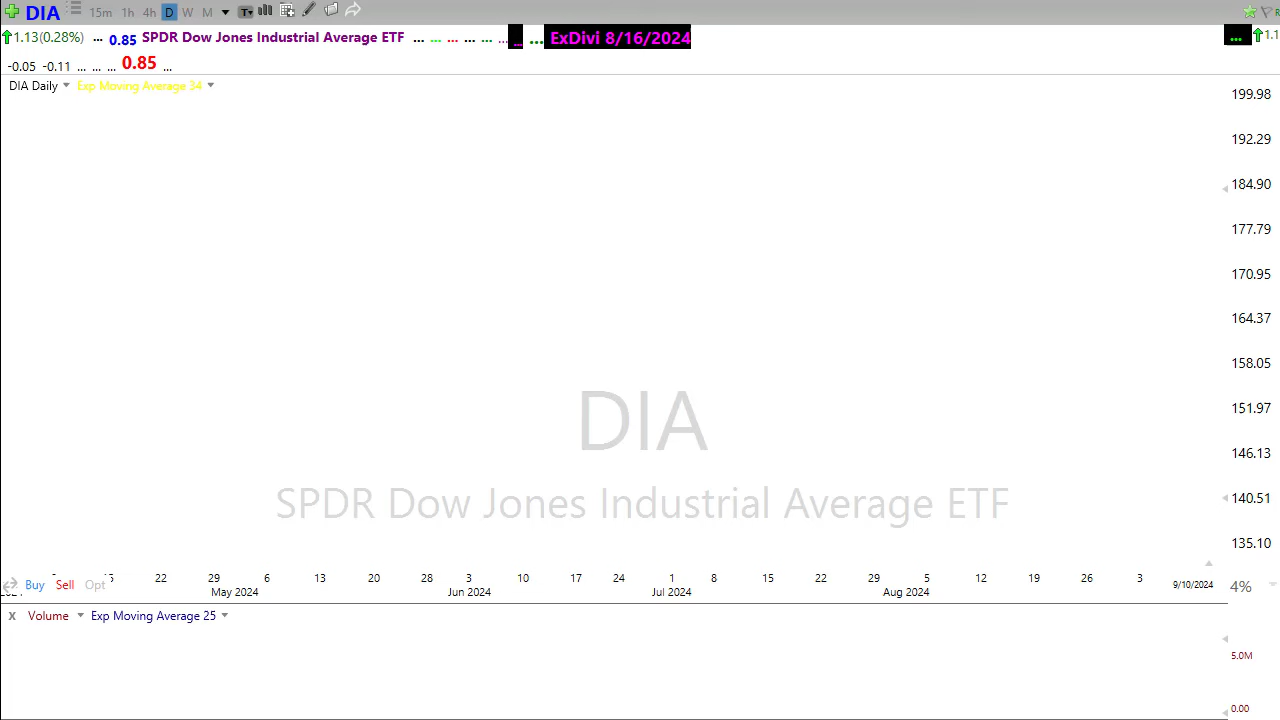 DIA 15m 1h 4h D W M T
1.13(0.28%) ... 0.85 SPDR Dow Jones Industrial Average ETF ... ... ... ... ... ... ... ... ExDivi 8/16/2024 ... 1.1
-0.05 -0.11 ... ... ... 0.85 ...
DIA Daily Exp Moving Average 34
199.98
192.29
184.90
177.79
170.95
164.37
158.05
151.97
146.13
140.51
135.10
DIA
SPDR Dow Jones Industrial Average ETF
22 29 6 13 20 28 3 10 17 24 1 8 15 22 29 5 12 19 26 3 9/10/2024 4%
Buy Sell Opt
May 2024 Jun 2024 Jul 2024 Aug 2024
X Volume Exp Moving Average 25
5.0M
0.00